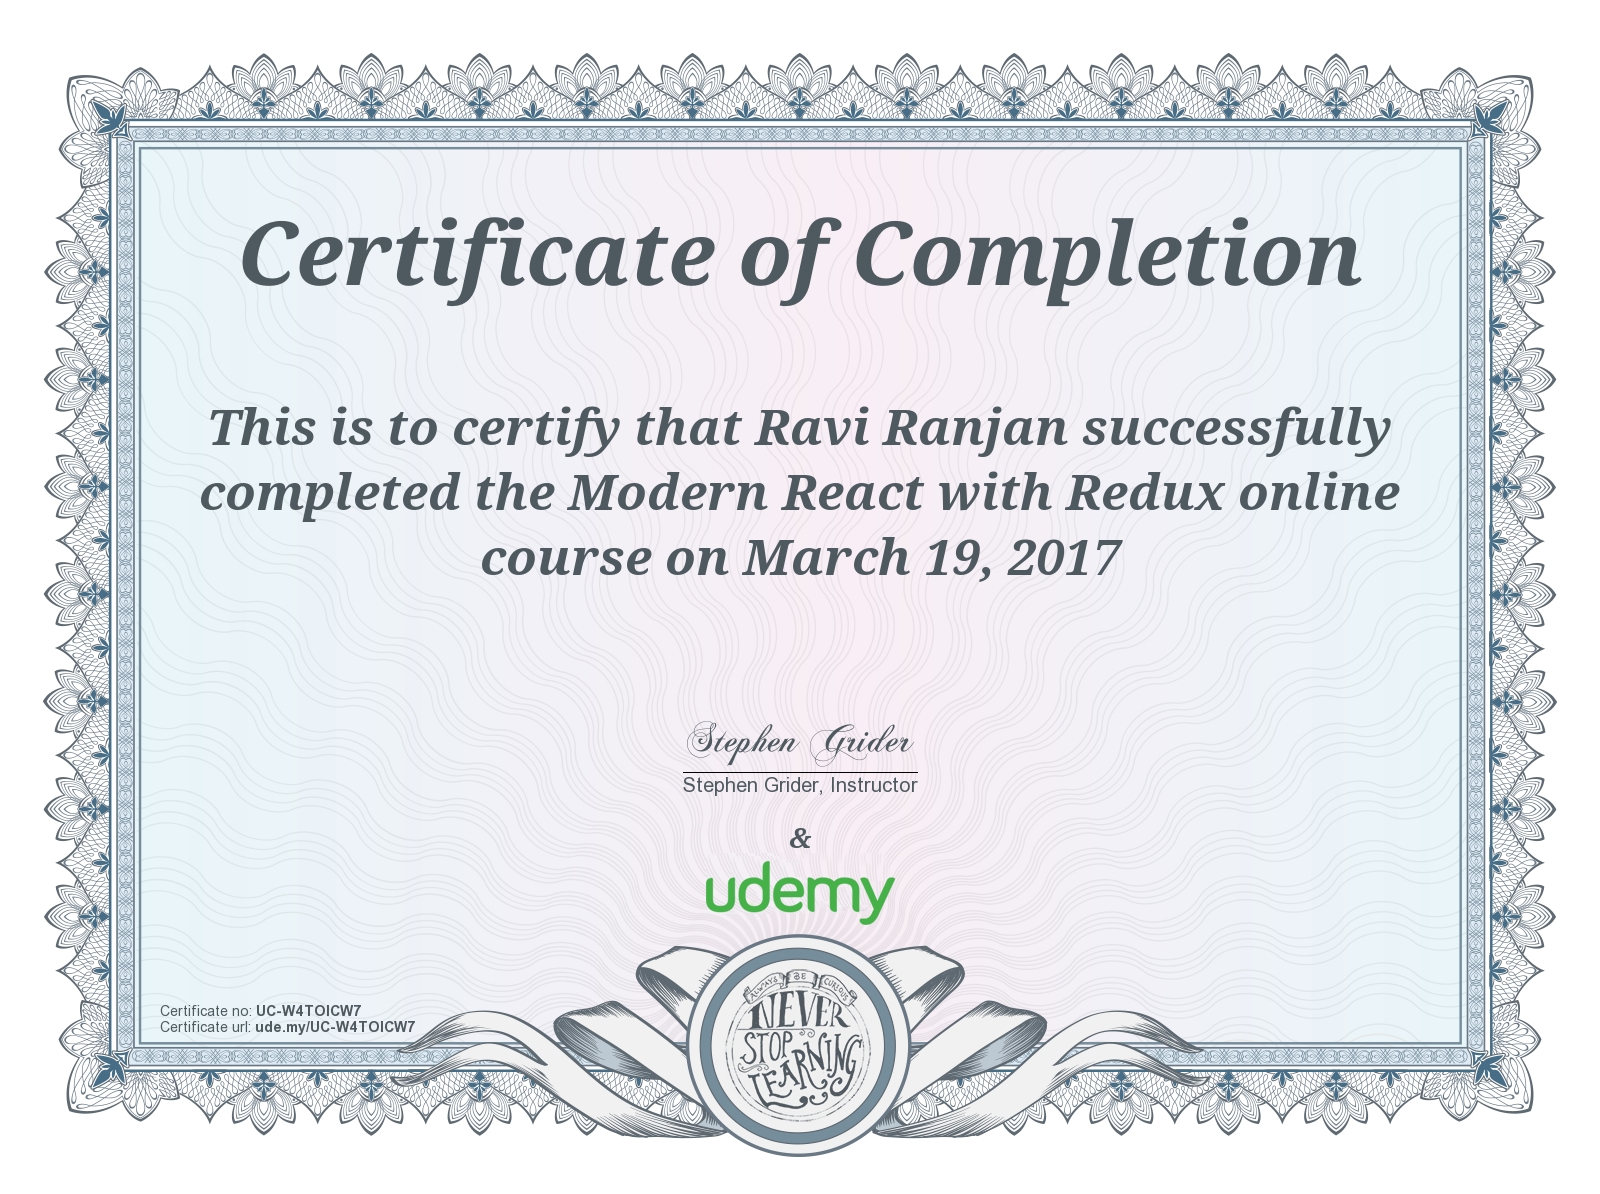 Certificate of Completion
This is to certify that Ravi Ranjan successfully
completed the Modern React with Redux online
course on March 19, 2017
Stephen Grider
Stephen Grider, Instructor
&
udemy
Certificate no: UC-W4TOICW7
Certificate url: ude.my/UC-W4TOICW7
ALWAYS BE CURIOUS
NEVER
STOP
LEARNING